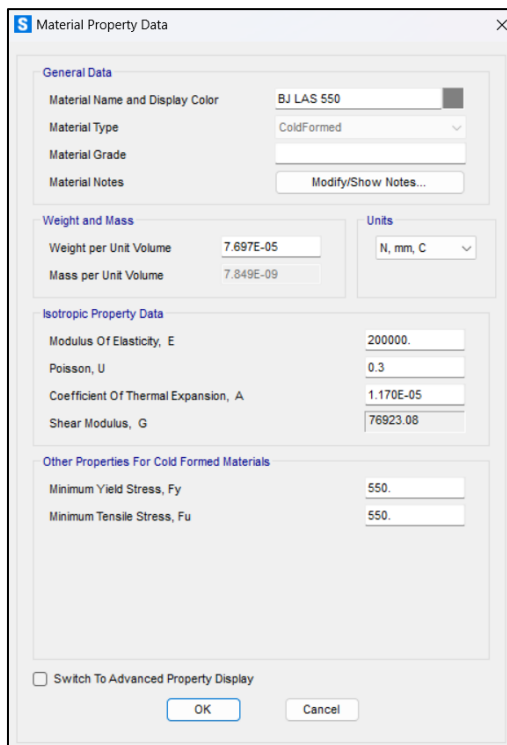 S Material Property Data
General Data
Material Name and Display Color BJ LAS 550
Material Type ColdFormed
Material Grade
Material Notes Modify/Show Notes...
Weight and Mass Units
Weight per Unit Volume 7.697E-05 N, mm, C
Mass per Unit Volume 7.849E-09
Isotropic Property Data
Modulus Of Elasticity, E 200000.
Poisson, U 0.3
Coefficient Of Thermal Expansion, A 1.170E-05
Shear Modulus, G 76923.08
Other Properties For Cold Formed Materials
Minimum Yield Stress, Fy 550.
Minimum Tensile Stress, Fu 550.
Switch To Advanced Property Display
OK Cancel